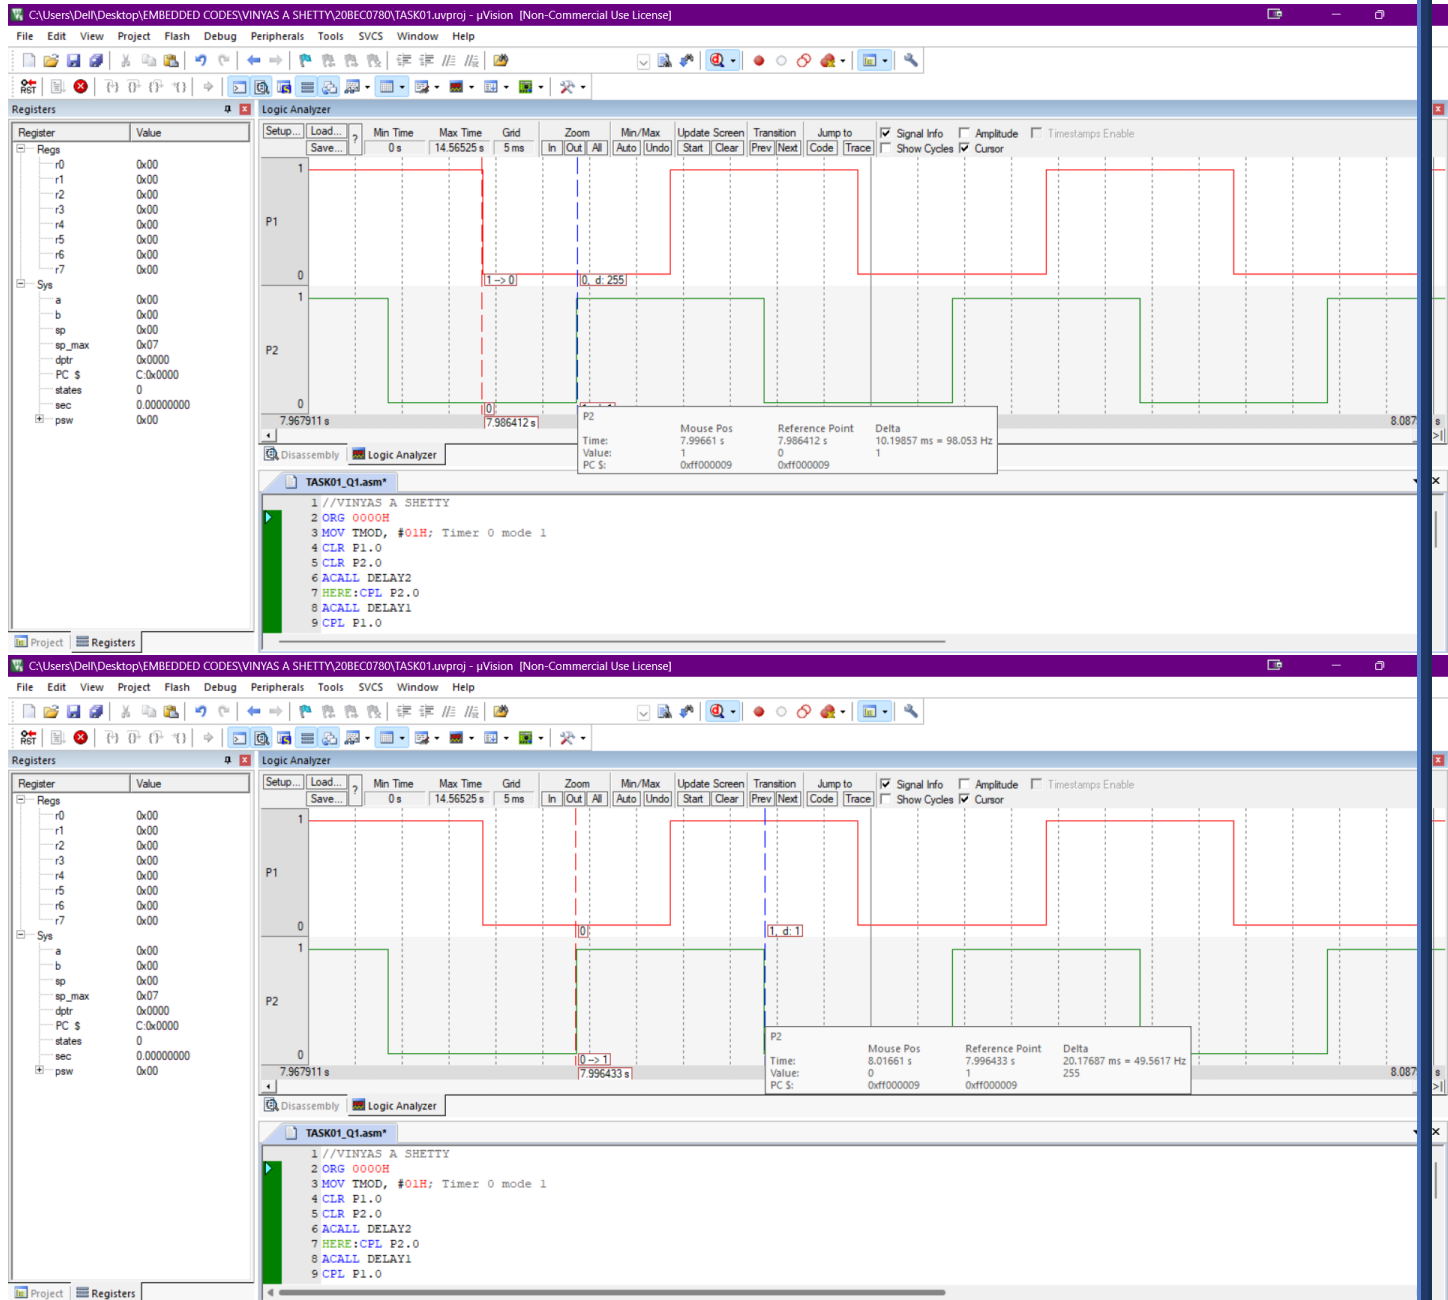 C:\Users\Dell\Desktop\EMBEDDED CODES\VINYAS A SHETTY\20BEC0780\TASK01.uvproj - µVision [Non-Commercial Use License]
File Edit View Project Flash Debug Peripherals Tools SVCS Window Help
RST
Registers
Logic Analyzer
Register Value
Regs
r0 0x00
r1 0x00
r2 0x00
r3 0x00
r4 0x00
r5 0x00
r6 0x00
r7 0x00
Sys
a 0x00
b 0x00
sp 0x00
sp_max 0x07
dptr 0x0000
PC $ C:0x0000
states 0
sec 0.00000000
psw 0x00
Project Registers
Setup... Load... ? Min Time Max Time Grid Zoom Min/Max Update Screen Transition Jump to Signal Info Amplitude Timestamps Enable
Save... 0 s 14.56525 s 5 ms In Out All Auto Undo Start Clear Prev Next Code Trace Show Cycles Cursor
1
P1
0
1 --> 0 0, d: 255
1
P2
0
0
7.967911 s 7.986412 s 8.087 s
P2
Mouse Pos Reference Point Delta
Time: 7.99661 s 7.986412 s 10.19857 ms = 98.053 Hz
Value: 1 0 1
PC $: 0xff000009 0xff000009
Disassembly Logic Analyzer
TASK01_Q1.asm*
1 //VINYAS A SHETTY
2 ORG 0000H
3 MOV TMOD, #01H; Timer 0 mode 1
4 CLR P1.0
5 CLR P2.0
6 ACALL DELAY2
7 HERE:CPL P2.0
8 ACALL DELAY1
9 CPL P1.0
C:\Users\Dell\Desktop\EMBEDDED CODES\VINYAS A SHETTY\20BEC0780\TASK01.uvproj - µVision [Non-Commercial Use License]
File Edit View Project Flash Debug Peripherals Tools SVCS Window Help
RST
Registers
Logic Analyzer
Register Value
Regs
r0 0x00
r1 0x00
r2 0x00
r3 0x00
r4 0x00
r5 0x00
r6 0x00
r7 0x00
Sys
a 0x00
b 0x00
sp 0x00
sp_max 0x07
dptr 0x0000
PC $ C:0x0000
states 0
sec 0.00000000
psw 0x00
Project Registers
Setup... Load... ? Min Time Max Time Grid Zoom Min/Max Update Screen Transition Jump to Signal Info Amplitude Timestamps Enable
Save... 0 s 14.56525 s 5 ms In Out All Auto Undo Start Clear Prev Next Code Trace Show Cycles Cursor
1
P1
0
0 1, d: 1
1
P2
0
0 --> 1
7.967911 s 7.996433 s 8.087 s
P2
Mouse Pos Reference Point Delta
Time: 8.01661 s 7.996433 s 20.17687 ms = 49.5617 Hz
Value: 0 1 255
PC $: 0xff000009 0xff000009
Disassembly Logic Analyzer
TASK01_Q1.asm*
1 //VINYAS A SHETTY
2 ORG 0000H
3 MOV TMOD, #01H; Timer 0 mode 1
4 CLR P1.0
5 CLR P2.0
6 ACALL DELAY2
7 HERE:CPL P2.0
8 ACALL DELAY1
9 CPL P1.0